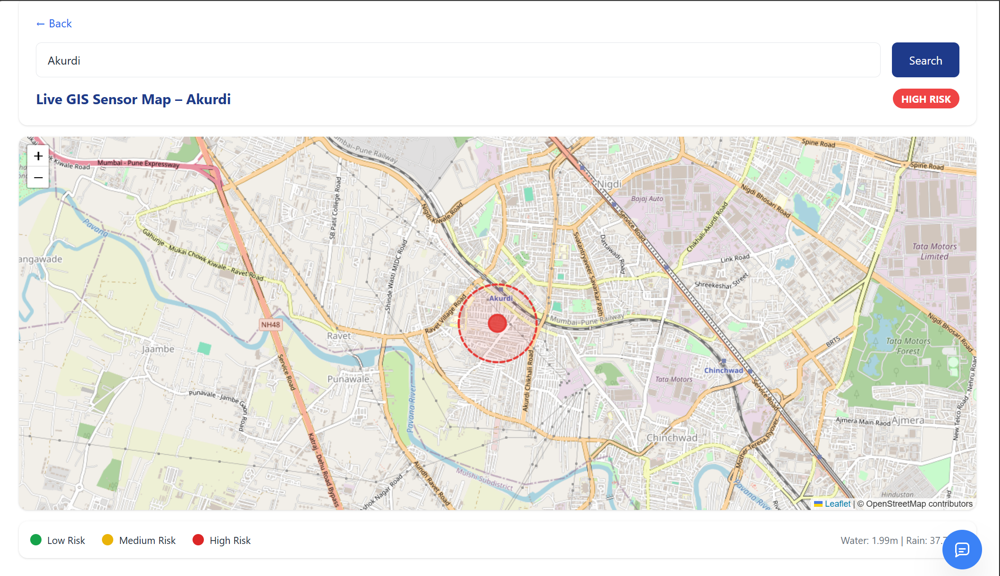 ← Back
Akurdi
Search
Live GIS Sensor Map – Akurdi
HIGH RISK
+
−
Mumbai - Pune Expressway
Kiwale Road
Mumbai–Pune Railway
Spine Road
Spine Road
Nigdi
Bajaj Auto
Nigdi Bhosari Road
SB Patil College Road
Nigdi-Kiwale Road
Service Road
Chikhali-Akurdi Road
Pavana
Gahunje - Mukai Chowk Kiwale - Ravet Road
Shinde Wasti MIDC Road
Svatantryaveer Savarkar Path
Dattawadi Road
Link Road
Tata Motors
Limited
angawade
Shreekeshar Street
Akurdi
Ravet Village Road
Mumbai–Pune Railway
NH48
Ravet
Nigdi Bhosari Road
Jaambe
BRTS
Tata Motors
Forest
Service Road
Akurdi Chikhali Road
Chinchwad
Punawale
Tata Motors
Service Road
Punavale - Jambe Gaon Road
Pavana River
New Telco Road - Nehru Road
Ajmera Main Raod
Ajmera
Chinchwad
Katraj - Dehu Road Bypass
Mother Teresa Flyover
Aundh Ravet Road
Mulshi Subdistrict
Ashok Nagar Road
Pavana Rive
Hindustan
Leaflet | © OpenStreetMap contributors
Low Risk
Medium Risk
High Risk
Water: 1.99m | Rain: 37.